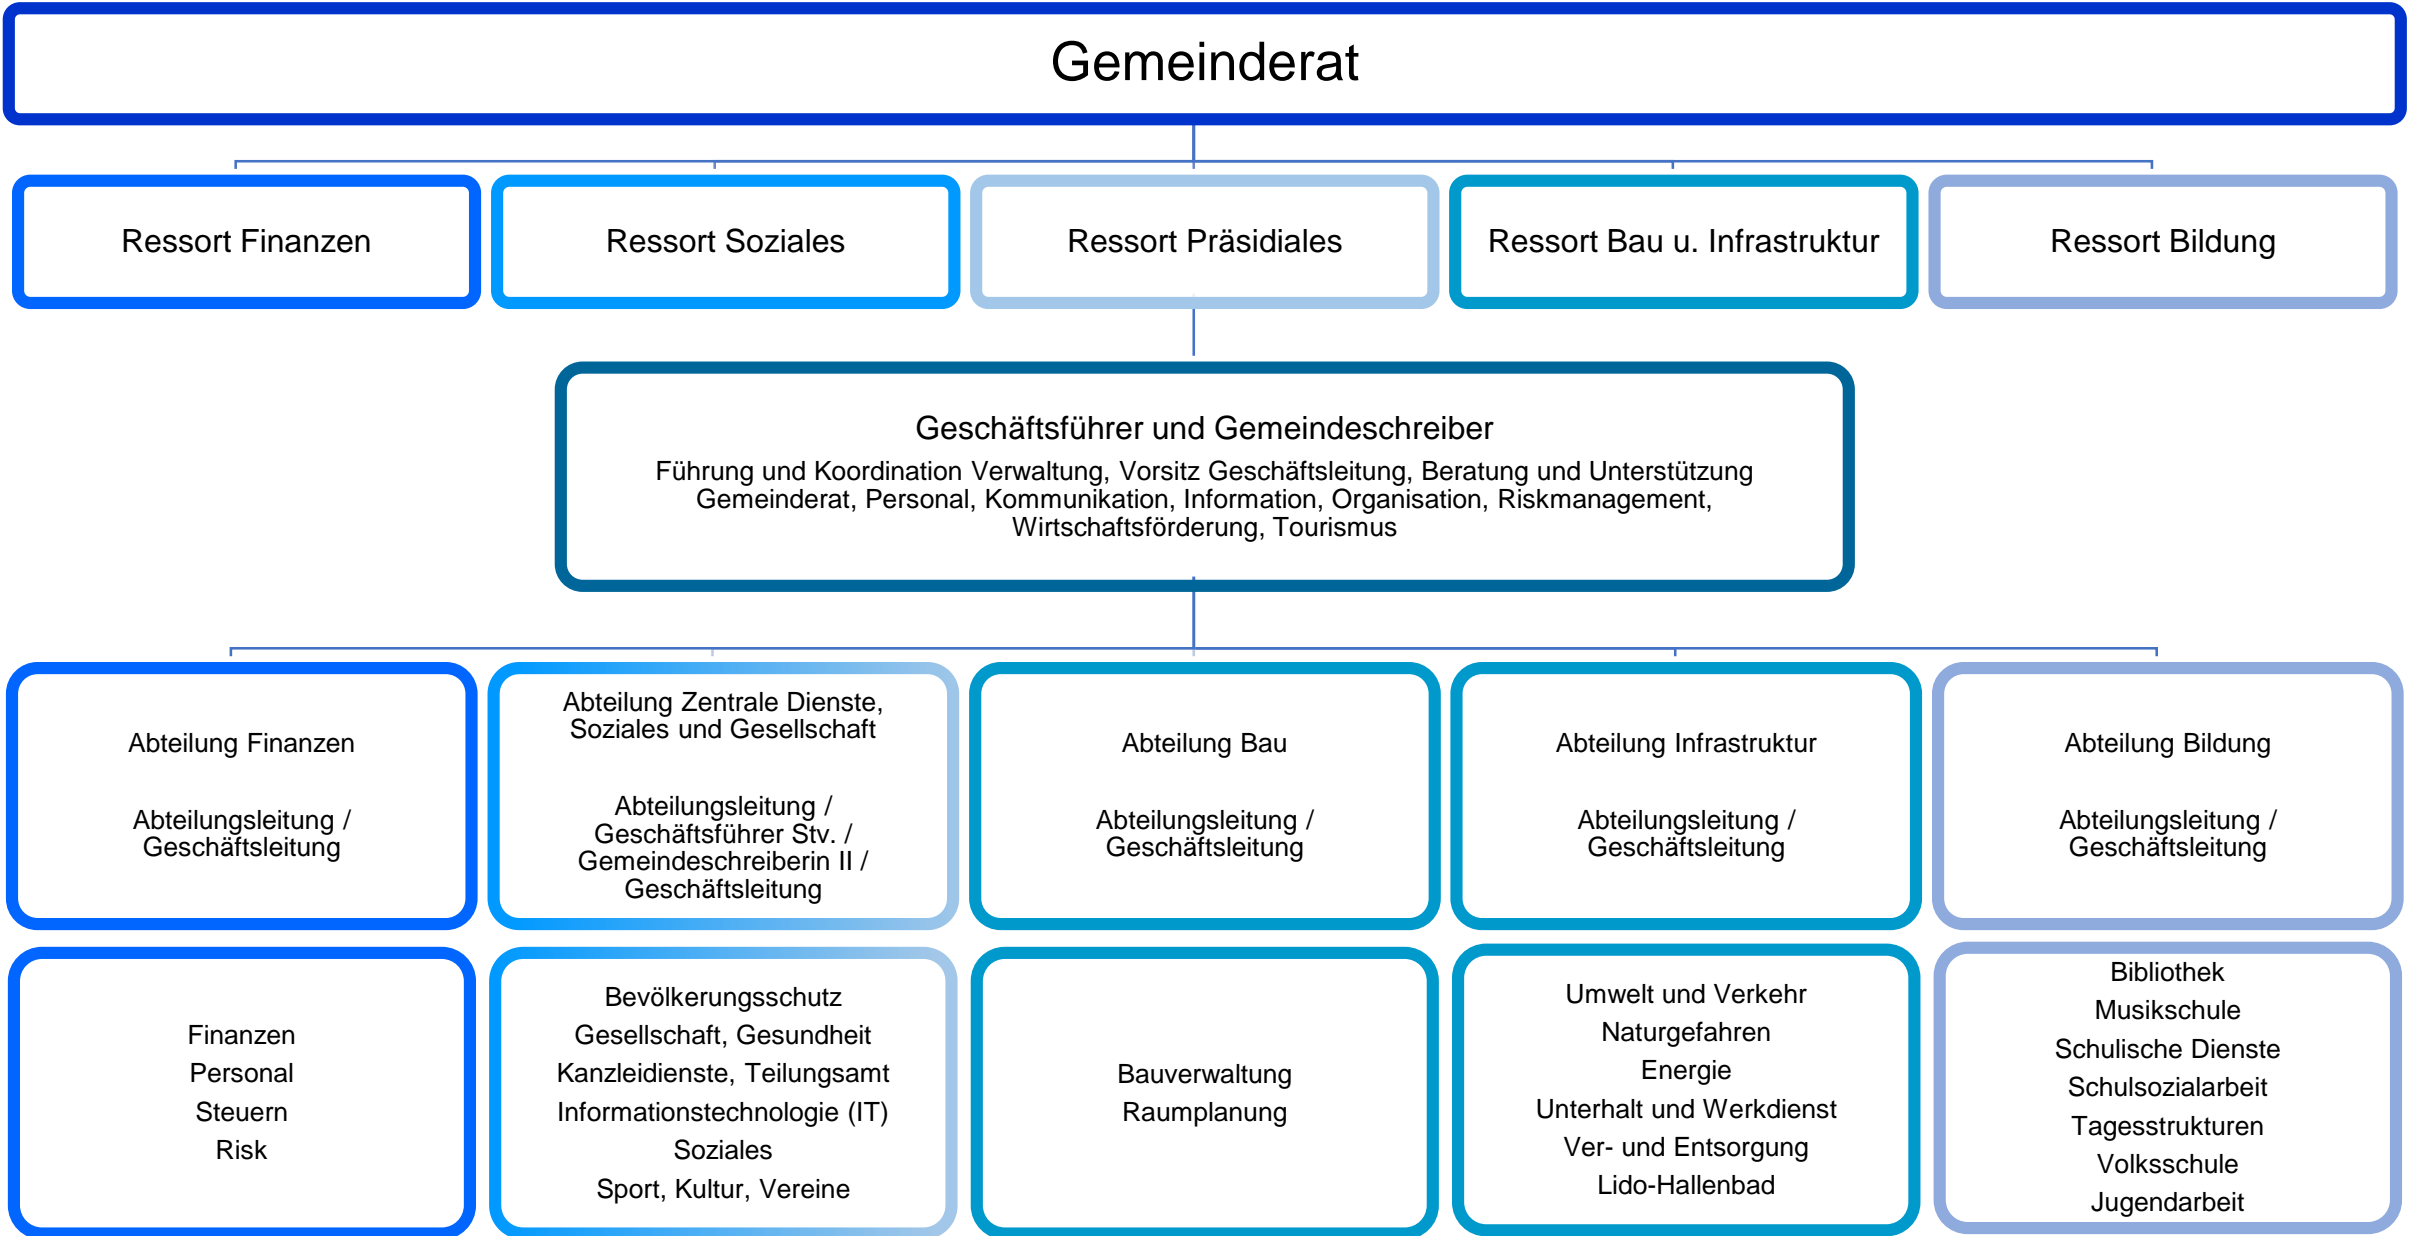 Gemeinderat
Ressort Finanzen
Ressort Soziales
Ressort Präsidiales
Ressort Bau u. Infrastruktur
Ressort Bildung
Geschäftsführer und Gemeindeschreiber
Führung und Koordination Verwaltung, Vorsitz Geschäftsleitung, Beratung und Unterstützung
Gemeinderat, Personal, Kommunikation, Information, Organisation, Riskmanagement,
Wirtschaftsförderung, Tourismus
Abteilung Finanzen
Abteilungsleitung /
Geschäftsleitung
Abteilung Zentrale Dienste,
Soziales und Gesellschaft
Abteilungsleitung /
Geschäftsführer Stv. /
Gemeindeschreiberin II /
Geschäftsleitung
Abteilung Bau
Abteilungsleitung /
Geschäftsleitung
Abteilung Infrastruktur
Abteilungsleitung /
Geschäftsleitung
Abteilung Bildung
Abteilungsleitung /
Geschäftsleitung
Finanzen
Personal
Steuern
Risk
Bevölkerungsschutz
Gesellschaft, Gesundheit
Kanzleidienste, Teilungsamt
Informationstechnologie (IT)
Soziales
Sport, Kultur, Vereine
Bauverwaltung
Raumplanung
Umwelt und Verkehr
Naturgefahren
Energie
Unterhalt und Werkdienst
Ver- und Entsorgung
Lido-Hallenbad
Bibliothek
Musikschule
Schulische Dienste
Schulsozialarbeit
Tagesstrukturen
Volksschule
Jugendarbeit